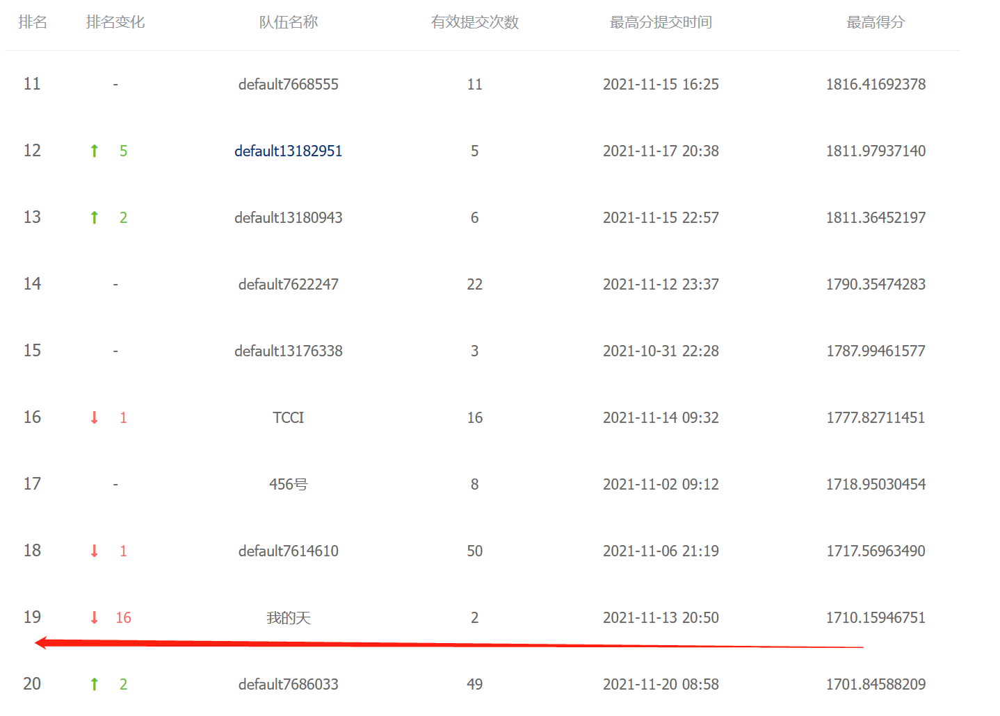 排名 排名变化 队伍名称 有效提交次数 最高分提交时间 最高得分
11 - default7668555 11 2021-11-15 16:25 1816.41692378
12 ↑ 5 default13182951 5 2021-11-17 20:38 1811.97937140
13 ↑ 2 default13180943 6 2021-11-15 22:57 1811.36452197
14 - default7622247 22 2021-11-12 23:37 1790.35474283
15 - default13176338 3 2021-10-31 22:28 1787.99461577
16 ↓ 1 TCCI 16 2021-11-14 09:32 1777.82711451
17 - 456号 8 2021-11-02 09:12 1718.95030454
18 ↓ 1 default7614610 50 2021-11-06 21:19 1717.56963490
19 ↓ 16 我的天 2 2021-11-13 20:50 1710.15946751
20 ↑ 2 default7686033 49 2021-11-20 08:58 1701.84588209